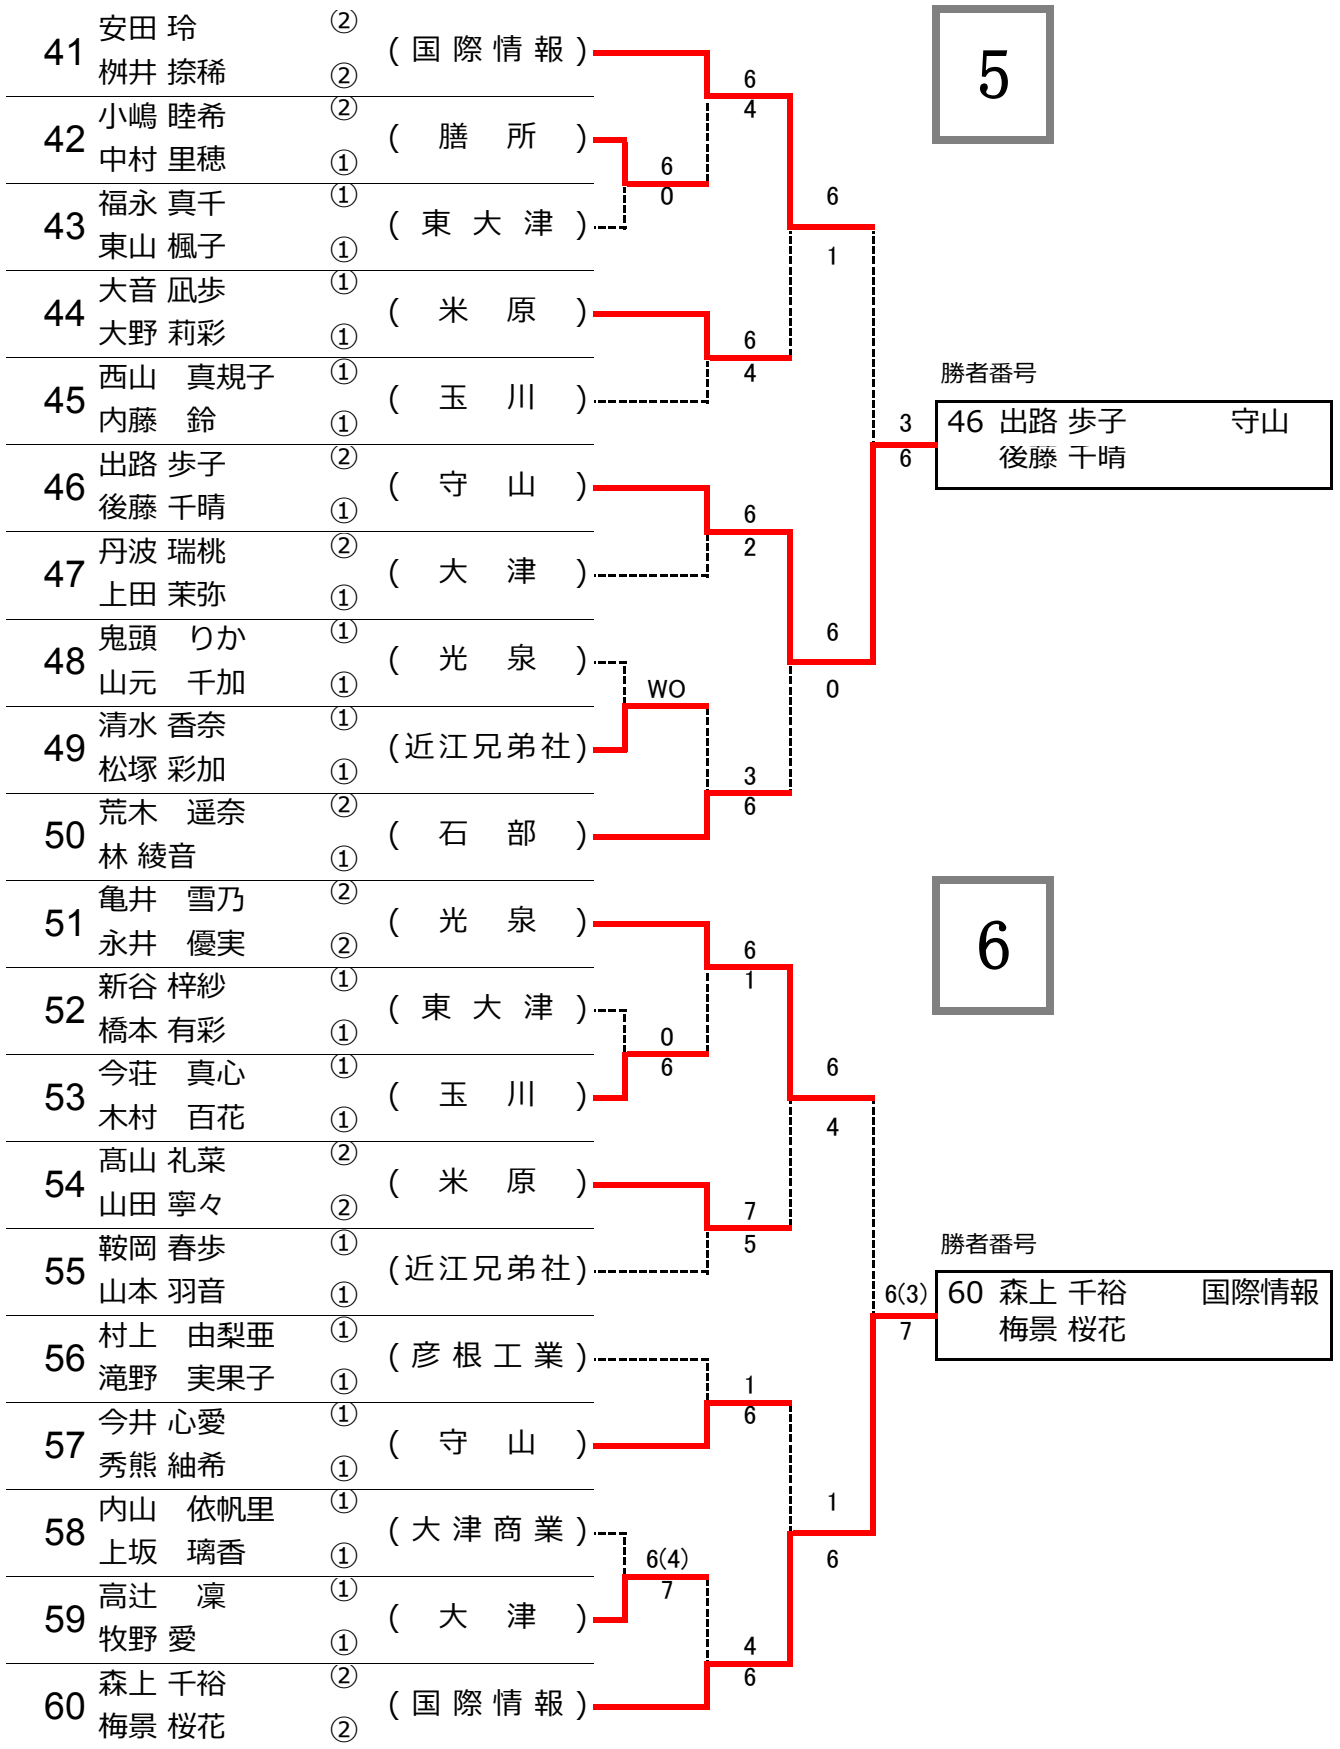 5
41 安田 玲 ② (国際情報)
桝井 捺稀 ②
6
4
42 小嶋 睦希 ② (膳所)
中村 里穂 ①
6
0
43 福永 真千 ① (東大津)
東山 楓子 ①
6
1
44 大音 凪歩 ① (米原)
大野 莉彩 ①
6
4
45 西山 真規子 ① (玉川)
内藤 鈴 ①
勝者番号
3
6
46 出路 歩子 守山
後藤 千晴
46 出路 歩子 ② (守山)
後藤 千晴 ①
6
2
47 丹波 瑞桃 ② (大津)
上田 茉弥 ①
6
0
48 鬼頭 りか ① (光泉)
山元 千加 ①
WO
49 清水 香奈 ① (近江兄弟社)
松塚 彩加 ①
3
6
50 荒木 遥奈 ② (石部)
林 綾音 ①
6
51 亀井 雪乃 ② (光泉)
永井 優実 ②
6
1
52 新谷 梓紗 ① (東大津)
橋本 有彩 ①
0
6
53 今荘 真心 ① (玉川)
木村 百花 ①
6
4
54 髙山 礼菜 ② (米原)
山田 寧々 ②
7
5
55 鞍岡 春歩 ① (近江兄弟社)
山本 羽音 ①
勝者番号
6(3)
7
60 森上 千裕 国際情報
梅景 桜花
56 村上 由梨亜 ① (彦根工業)
滝野 実果子 ①
1
6
57 今井 心愛 ① (守山)
秀熊 紬希 ①
1
6
58 内山 依帆里 ① (大津商業)
上坂 璃香 ①
6(4)
7
59 高辻 凜 ① (大津)
牧野 愛 ①
4
6
60 森上 千裕 ② (国際情報)
梅景 桜花 ②